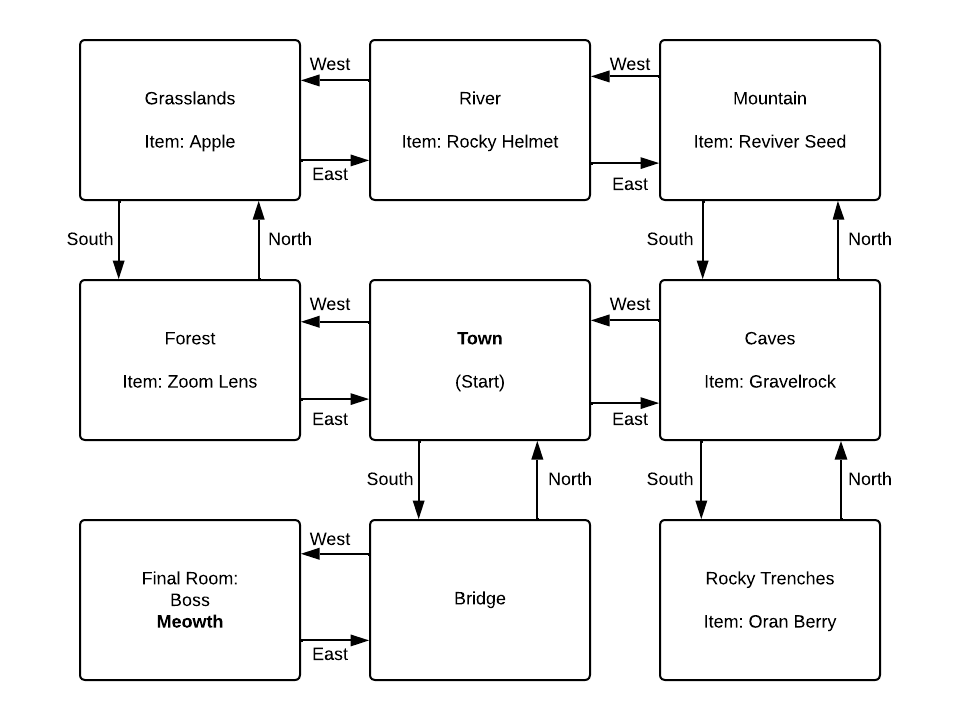 Grasslands
Item: Apple
West
East
River
Item: Rocky Helmet
West
East
Mountain
Item: Reviver Seed
South
North
South
North
Forest
Item: Zoom Lens
West
East
Town
(Start)
West
East
Caves
Item: Gravelrock
South
North
South
North
Final Room:
Boss
Meowth
West
East
Bridge
Rocky Trenches
Item: Oran Berry